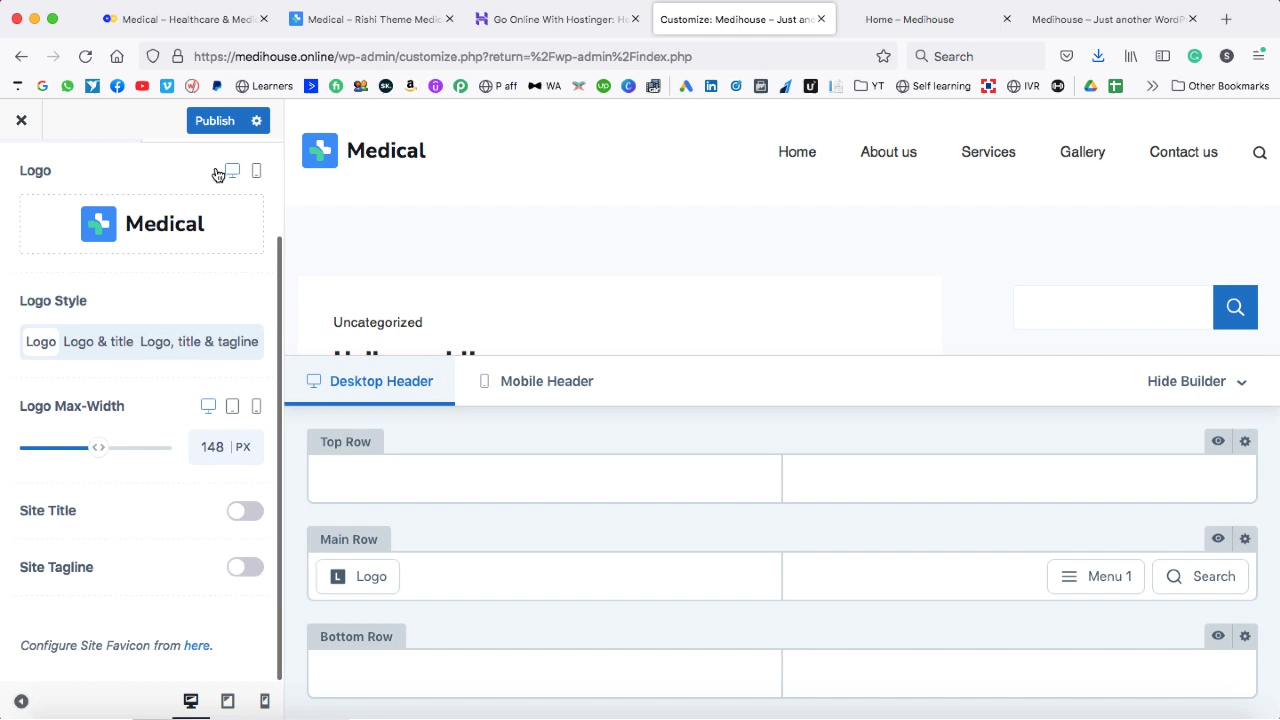 Medical – Healthcare & Medi
Medical – Rishi Theme Medic
Go Online With Hostinger: Ho
Customize: Medihouse – Just an
Home – Medihouse
Medihouse – Just another WordP
https://medihouse.online/wp-admin/customize.php?return=%2Fwp-admin%2Findex.php
Search
Learners
P aff
WA
YT
Self learning
IVR
Other Bookmarks
Publish
Logo
Medical
Logo Style
Logo Logo & title Logo, title & tagline
Logo Max-Width
148 PX
Site Title
Site Tagline
Configure Site Favicon from here.
Medical
Home About us Services Gallery Contact us
Uncategorized
Desktop Header
Mobile Header
Hide Builder
Top Row
Main Row
L Logo
Menu 1
Search
Bottom Row